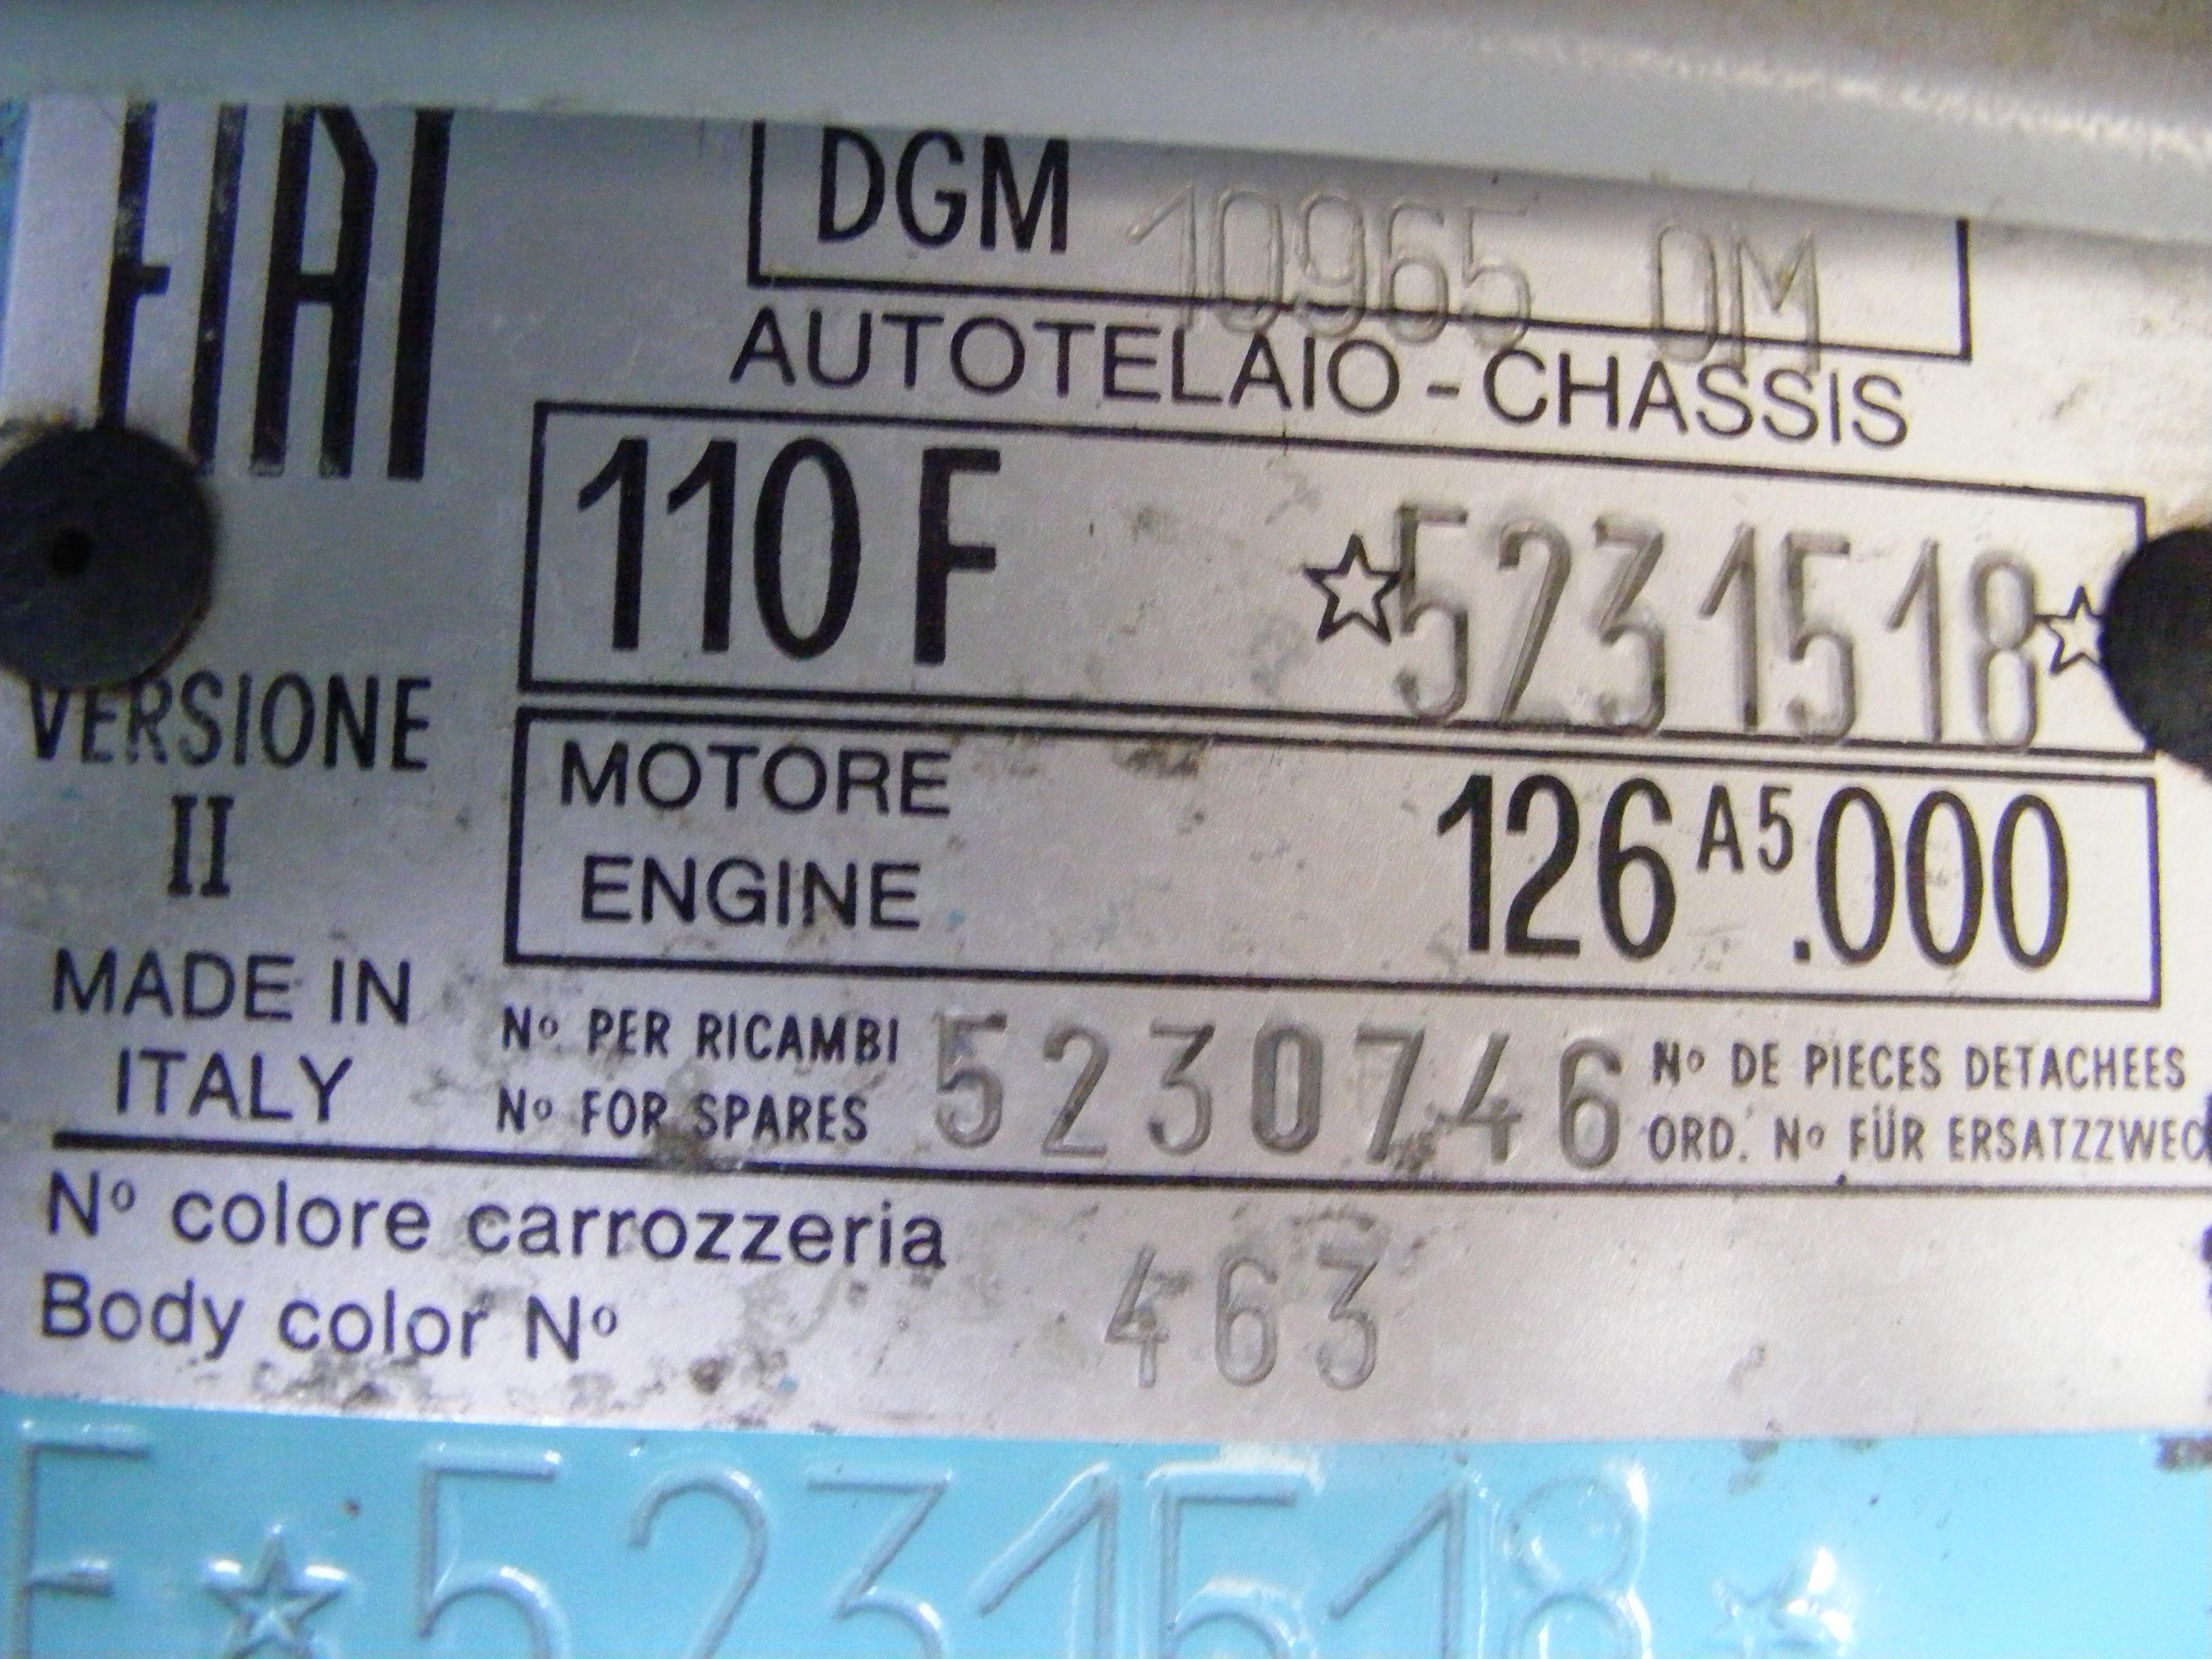 FIAT
DGM 10965 OM
AUTOTELAIO - CHASSIS
110 F ☆5231518☆
VERSIONE
II
MOTORE
ENGINE
126 A5 .000
MADE IN
ITALY
Nº PER RICAMBI
Nº FOR SPARES
5230746
Nº DE PIECES DETACHEES
ORD. Nº FÜR ERSATZZWEC
Nº colore carrozzeria
Body color Nº
463
F ☆ 5231518 ☆